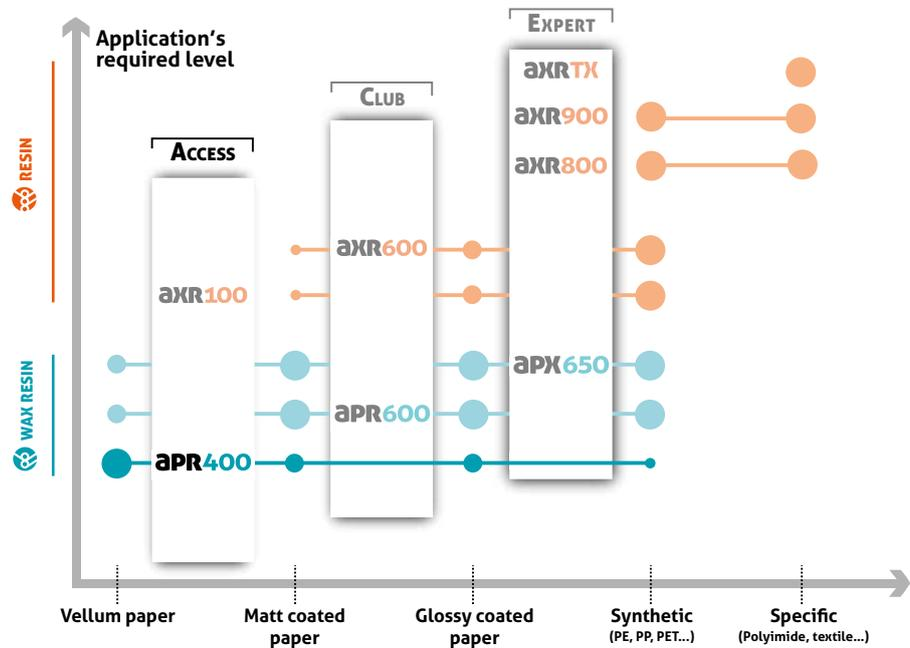 Application's
required level
EXPERT
CLUB
ACCESS
RESIN
WAX RESIN
AXRTX
AXR900
AXR800
AXR600
AXR100
APX650
APR600
APR400
Vellum paper
Matt coated
paper
Glossy coated
paper
Synthetic
(PE, PP, PET...)
Specific
(Polyimide, textile...)